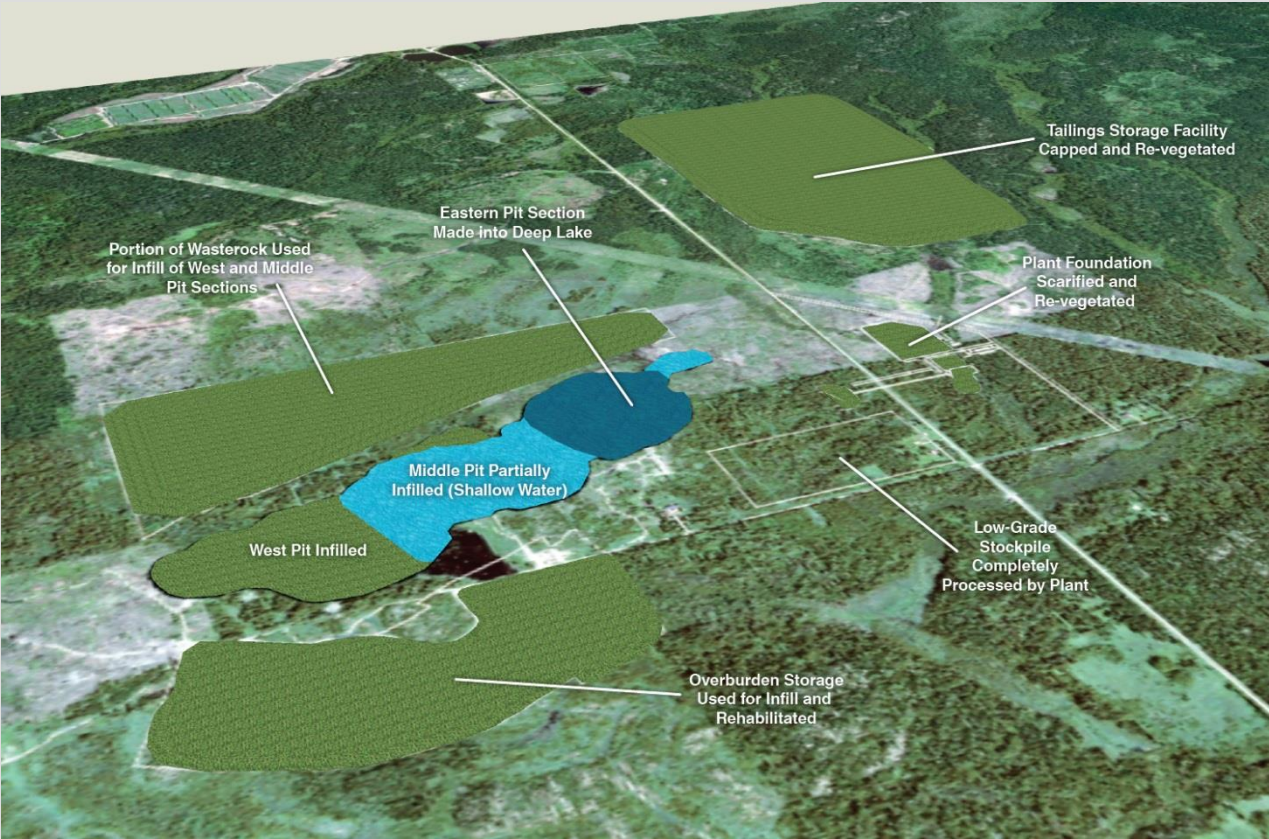 Tailings Storage Facility
Capped and Re-vegetated
Eastern Pit Section
Made into Deep Lake
Portion of Wasterock Used
for Infill of West and Middle
Pit Sections
Plant Foundation
Scarified and
Re-vegetated
Middle Pit Partially
Infilled (Shallow Water)
West Pit Infilled
Low-Grade
Stockpile
Completely
Processed by Plant
Overburden Storage
Used for Infill and
Rehabilitated